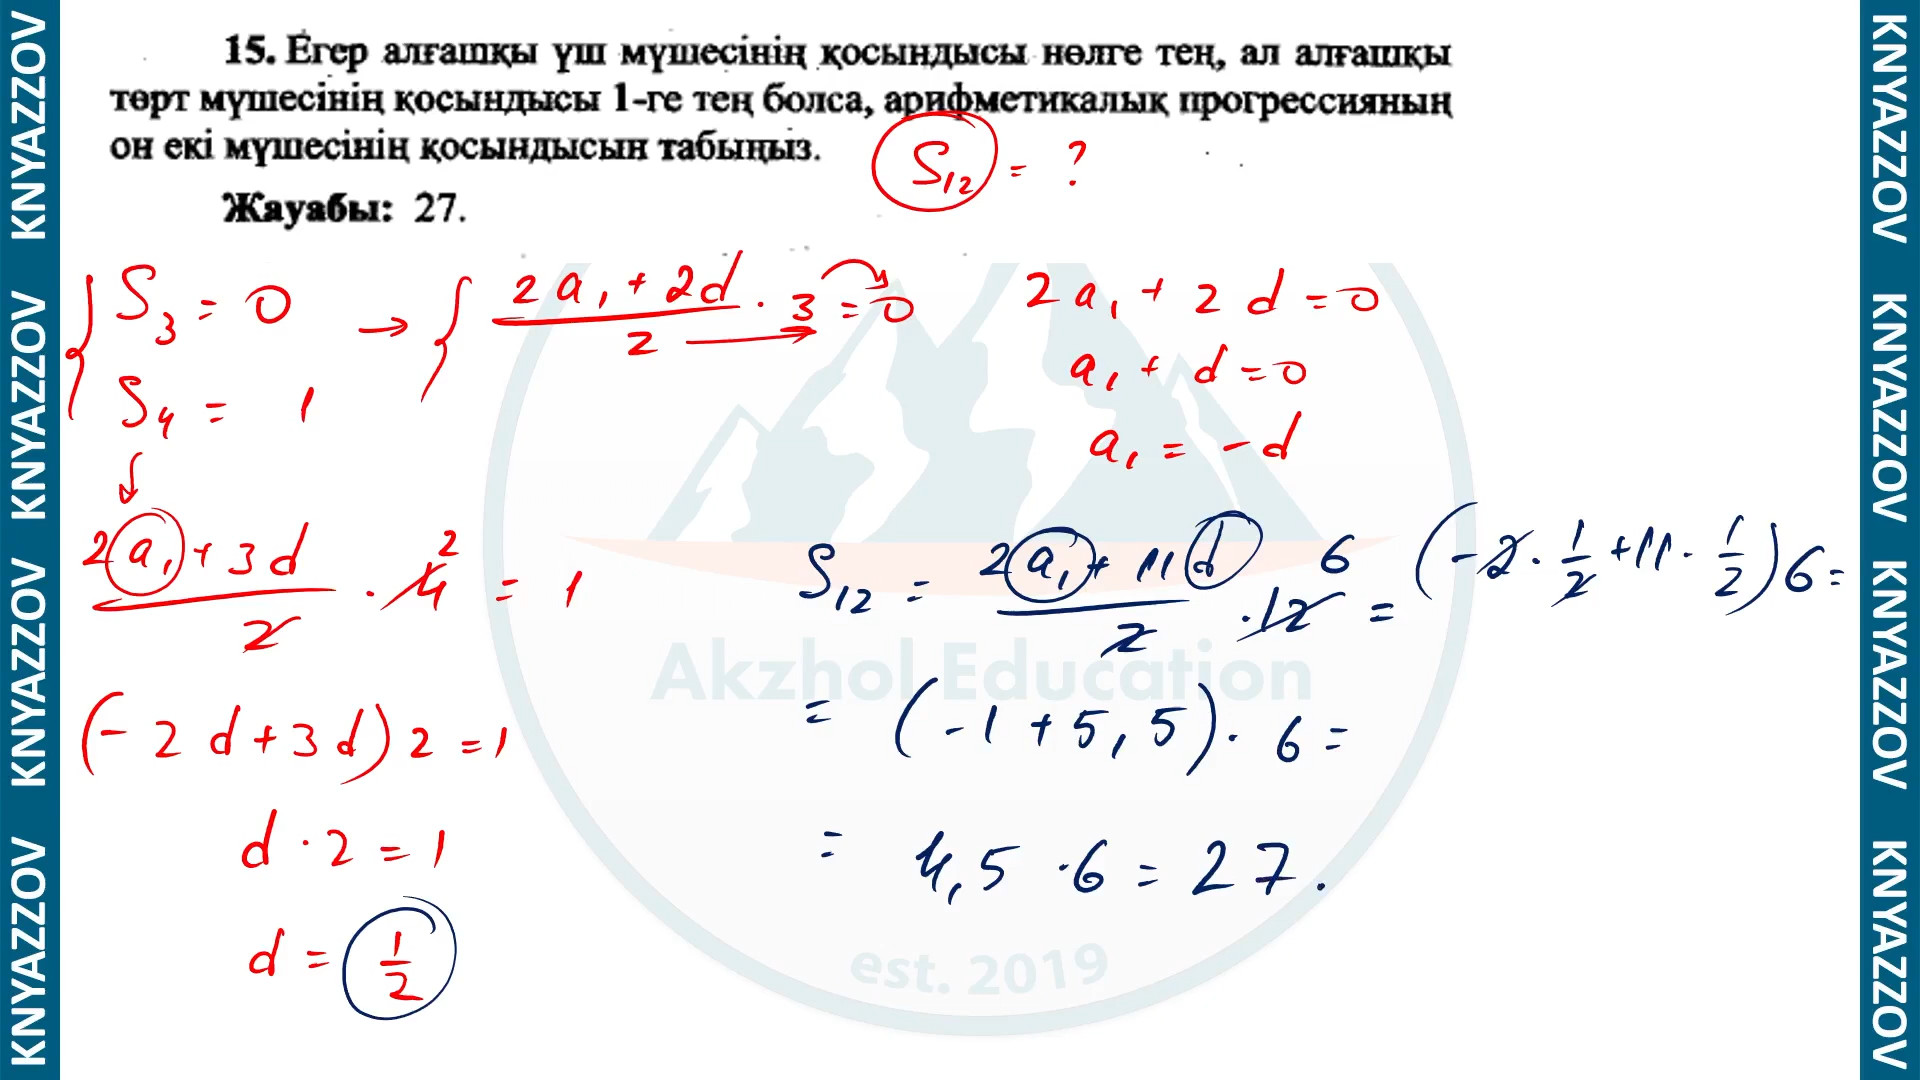 15. Егер алғашқы үш мүшесінің қосындысы нөлге тең, ал алғашқы
төрт мүшесінің қосындысы 1-ге тең болса, арифметикалық прогрессияның
он екі мүшесінің қосындысын табыңыз.
S₁₂ = ?
Жауабы: 27.
{ S₃ = 0
S₄ = 1
→ { (2a₁ + 2d)/2 · 3 = 0
2a₁ + 2d = 0
a₁ + d = 0
a₁ = -d
↓
(2a₁ + 3d)/2 · 4 2 = 1
(-2d + 3d) 2 = 1
d · 2 = 1
d = 1/2
S₁₂ = (2a₁ + 11d)/2 · 12 6 = (-2 · 1/2 + 11 · 1/2) 6 =
= (-1 + 5,5) · 6 =
= 4,5 · 6 = 27.
Akzhol Education
est. 2019
KNYAZZOV KNYAZZOV KNYAZZOV KNYAZZOV
KNYAZZOV KNYAZZOV KNYAZZOV KNYAZZOV